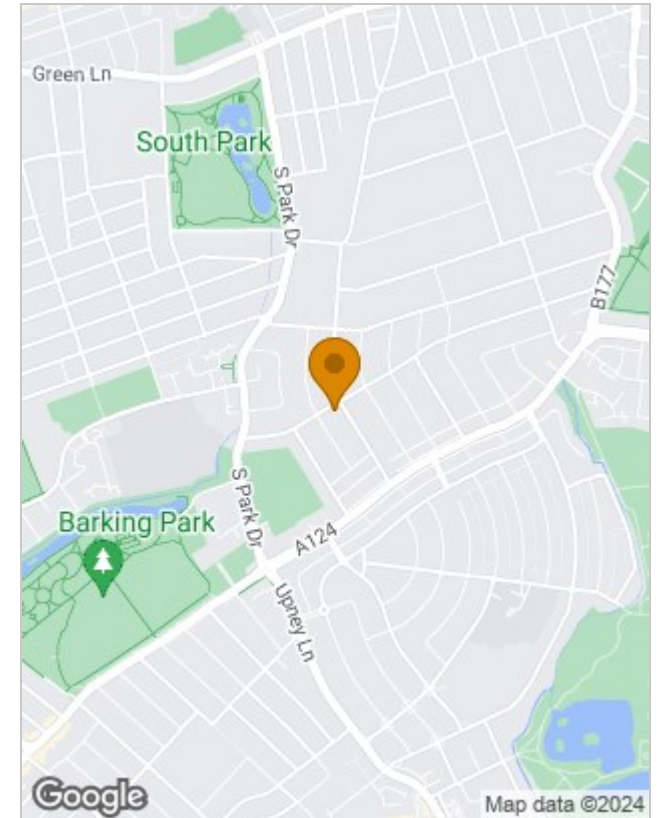 Green Ln
South Park
S Park Dr
B177
S Park Dr
Barking Park
A124
Upney Ln
Google
Map data ©2024